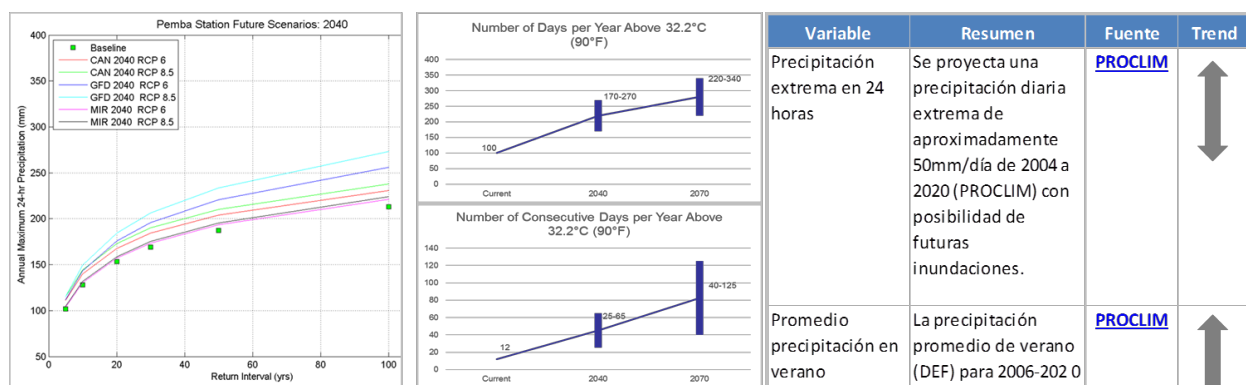 Pemba Station Future Scenarios: 2040
Annual Maximum 24-hr Precipitation (mm)
400
350
300
250
200
150
100
50
Baseline
CAN 2040 RCP 6
CAN 2040 RCP 8.5
GFD 2040 RCP 6
GFD 2040 RCP 8.5
MIR 2040 RCP 6
MIR 2040 RCP 8.5
0
20
40
60
80
100
Return Interval (yrs)
Number of Days per Year Above 32.2°C
(90°F)
400
350
300
250
200
150
100
50
0
100
170-270
220-340
Current
2040
2070
Number of Consecutive Days per Year Above
32.2°C (90°F)
140
120
100
80
60
40
20
0
12
25-65
40-125
Current
2040
2070
Variable Resumen Fuente Trend
Precipitación
extrema en 24
horas
Se proyecta una
precipitación diaria
extrema de
aproximadamente
50mm/día de 2004 a
2020 (PROCLIM) con
posibilidad de
futuras
inundaciones.
PROCLIM
Promedio
precipitación en
verano
La precipitación
promedio de verano
(DEF) para 2006-202 0
PROCLIM